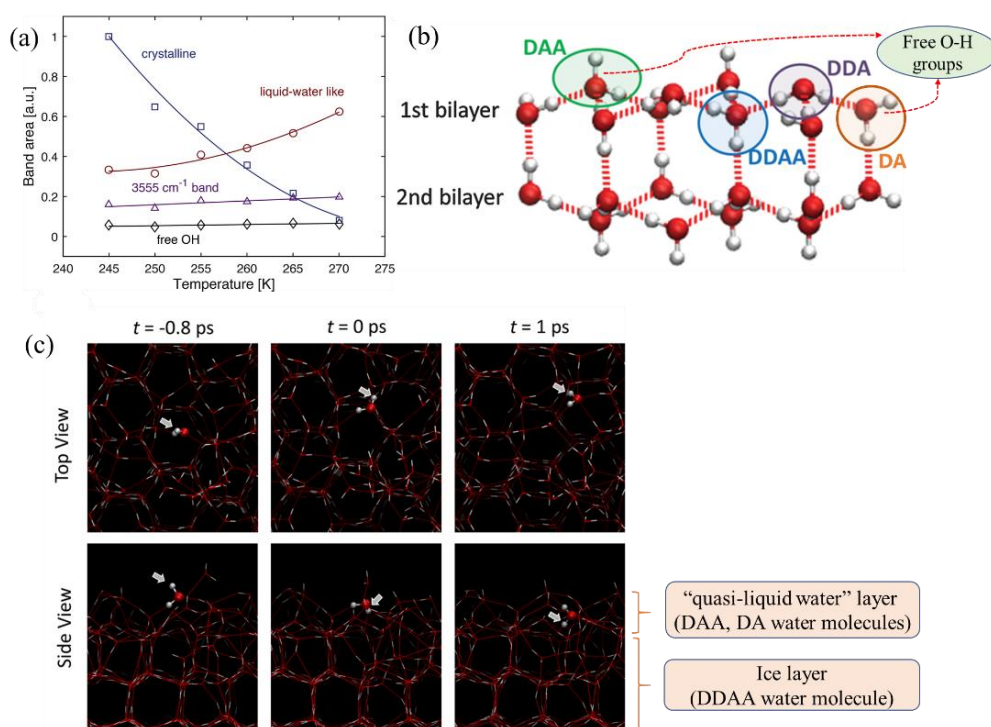 (a)
Band area [a.u.]
1
0.8
0.6
0.4
0.2
0
crystalline
liquid-water like
3555 cm⁻¹ band
free OH
240 245 250 255 260 265 270 275
Temperature [K]
(b)
DAA
Free O-H
groups
DDA
1st bilayer
DDAA
DA
2nd bilayer
(c)
t = -0.8 ps
t = 0 ps
t = 1 ps
Top View
Side View
“quasi-liquid water” layer
(DAA, DA water molecules)
Ice layer
(DDAA water molecule)